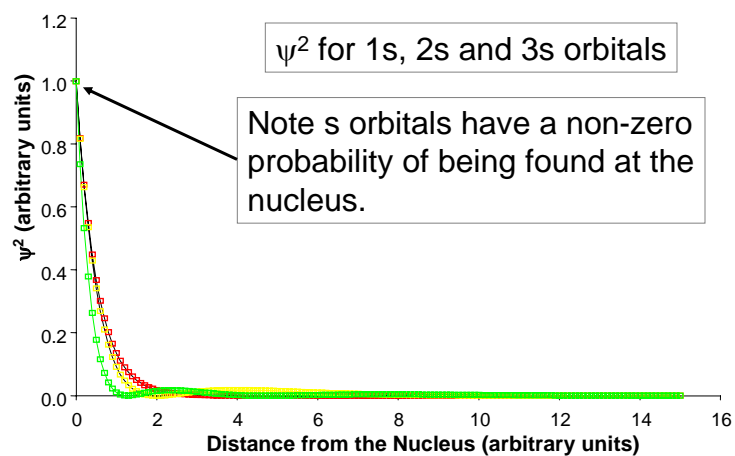 ψ² for 1s, 2s and 3s orbitals
Note s orbitals have a non-zero
probability of being found at the
nucleus.
ψ² (arbitrary units)
1.2
1.0
0.8
0.6
0.4
0.2
0.0
0 2 4 6 8 10 12 14 16
Distance from the Nucleus (arbitrary units)